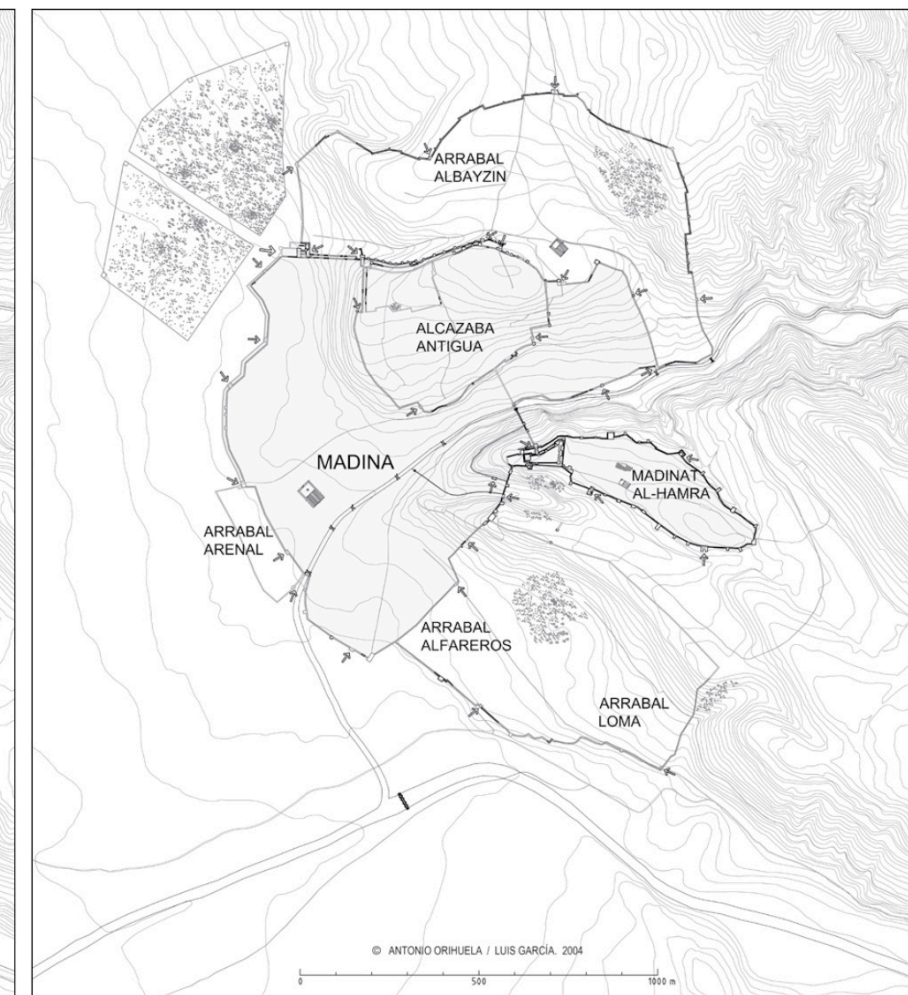 ARRABAL
ALBAYZIN
ALCAZABA
ANTIGUA
MADINA
MADINAT
AL-HAMRA
ARRABAL
ARENAL
ARRABAL
ALFAREROS
ARRABAL
LOMA
© ANTONIO ORIHUELA / LUIS GARCÍA. 2004
0 500 1000 m